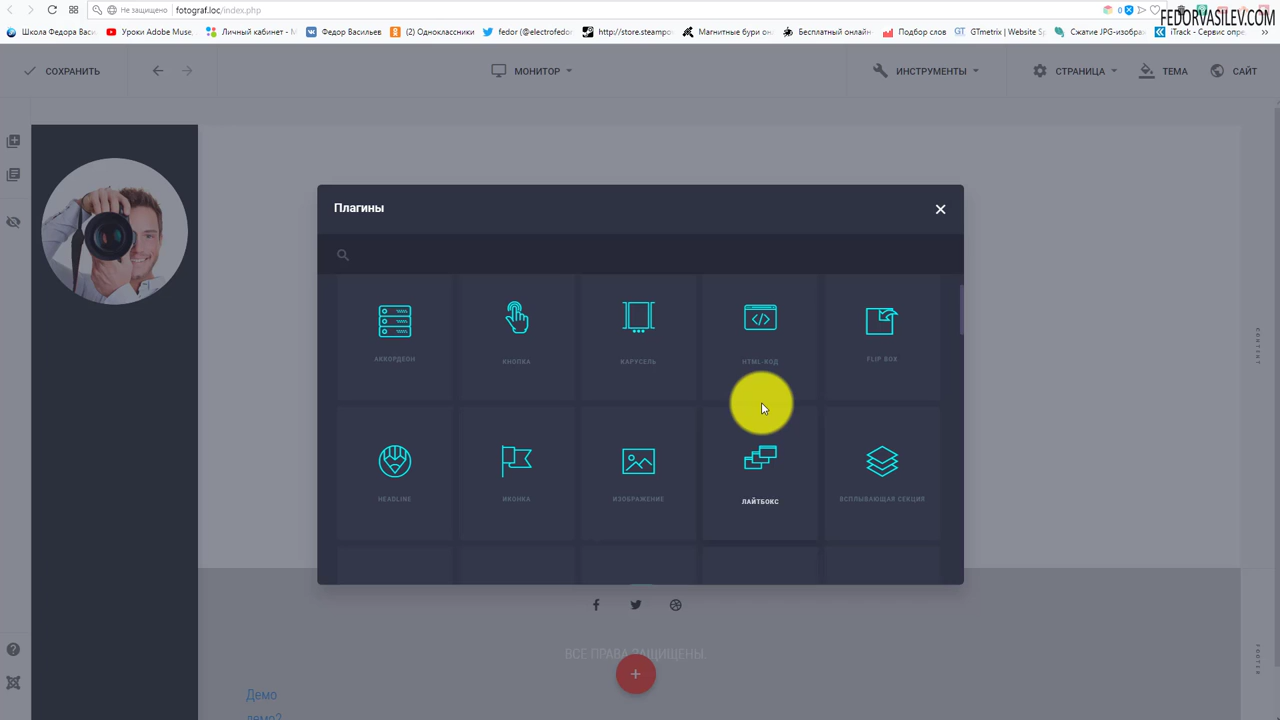 Не защищено fotograf.loc/index.php
FEDORVASILEV.COM
Школа Федора Васи.
Уроки Adobe Muse,
Личный кабинет - М
Федор Васильев
(2) Одноклассники
fedor (@electrofedor
http://store.steampo
Магнитные бури он.
Бесплатный онлайн-
Подбор слов
GTmetrix | Website Sp
Сжатие JPG-изобра
iTrack - Сервис опре.
СОХРАНИТЬ
МОНИТОР
ИНСТРУМЕНТЫ
СТРАНИЦА
ТЕМА
САЙТ
Плагины
АККОРДЕОН
КНОПКА
КАРУСЕЛЬ
HTML-КОД
FLIP BOX
HEADLINE
ИКОНКА
ИЗОБРАЖЕНИЕ
ЛАЙТБОКС
ВСПЛЫВАЮЩАЯ СЕКЦИЯ
CONTENT
ВСЕ ПРАВА ЗАЩИЩЕНЫ.
FOOTER
Демо
демо2